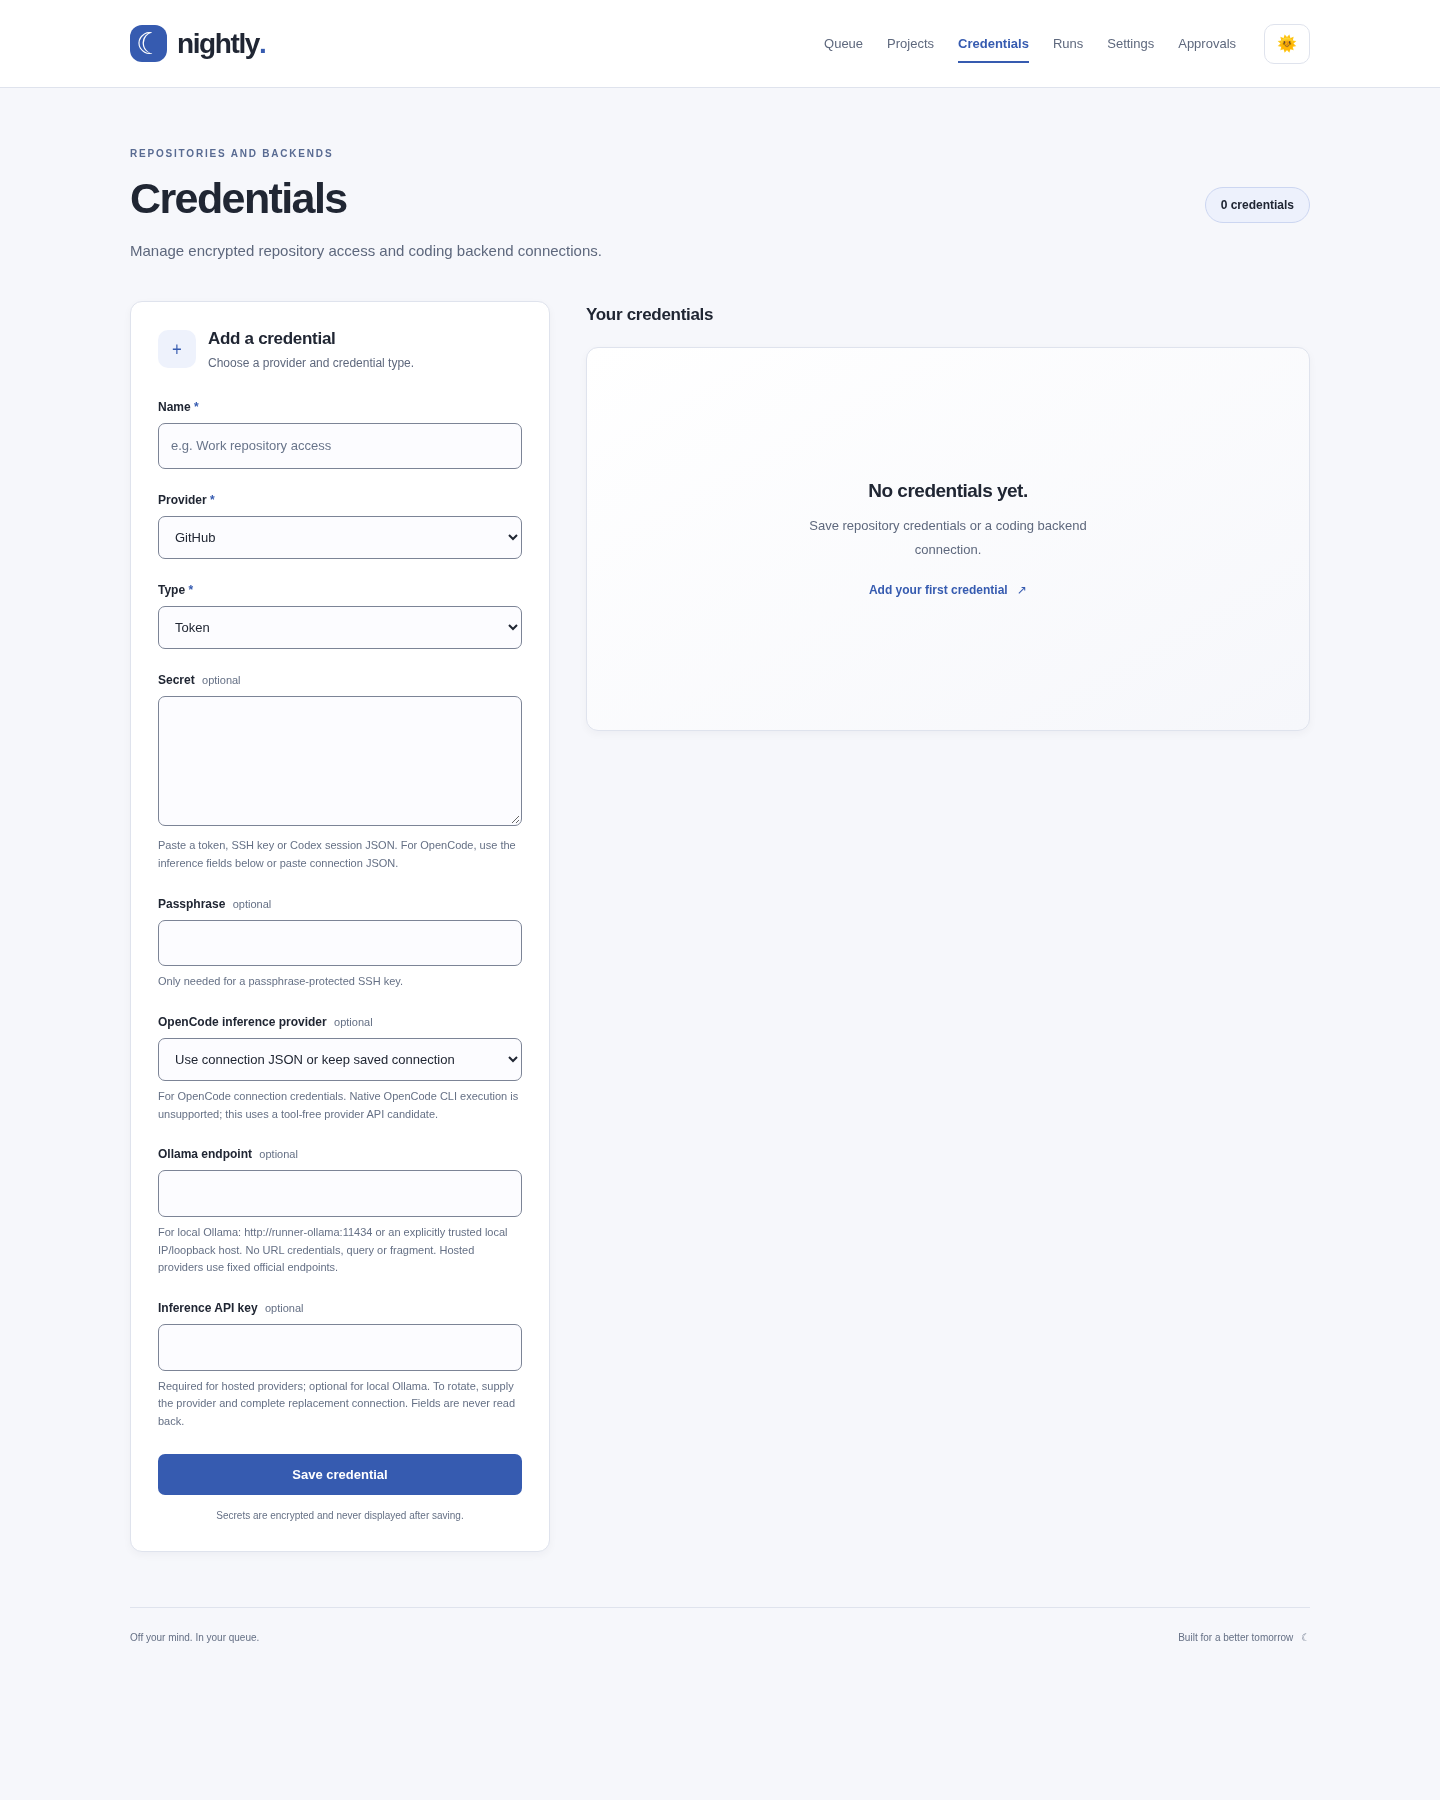 nightly.
Queue
Projects
Credentials
Runs
Settings
Approvals
REPOSITORIES AND BACKENDS
Credentials
0 credentials
Manage encrypted repository access and coding backend connections.
+
Add a credential
Choose a provider and credential type.
Name *
e.g. Work repository access
Provider *
GitHub
Type *
Token
Secret optional
Paste a token, SSH key or Codex session JSON. For OpenCode, use the
inference fields below or paste connection JSON.
Passphrase optional
Only needed for a passphrase-protected SSH key.
OpenCode inference provider optional
Use connection JSON or keep saved connection
For OpenCode connection credentials. Native OpenCode CLI execution is
unsupported; this uses a tool-free provider API candidate.
Ollama endpoint optional
For local Ollama: http://runner-ollama:11434 or an explicitly trusted local
IP/loopback host. No URL credentials, query or fragment. Hosted
providers use fixed official endpoints.
Inference API key optional
Required for hosted providers; optional for local Ollama. To rotate, supply
the provider and complete replacement connection. Fields are never read
back.
Save credential
Secrets are encrypted and never displayed after saving.
Your credentials
No credentials yet.
Save repository credentials or a coding backend
connection.
Add your first credential ↗
Off your mind. In your queue.
Built for a better tomorrow ☾